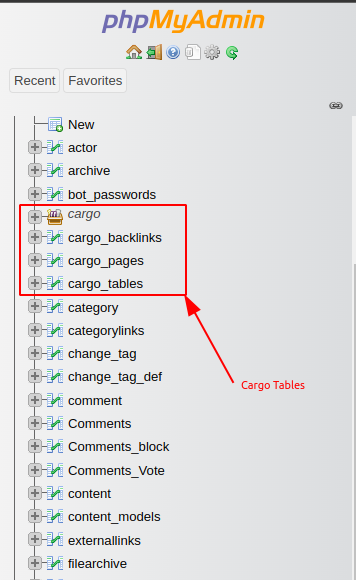 phpMyAdmin
Recent Favorites
New
actor
archive
bot_passwords
cargo
cargo_backlinks
cargo_pages
cargo_tables
category
categorylinks
change_tag
change_tag_def
Cargo Tables
comment
Comments
Comments_block
Comments_Vote
content
content_models
externallinks
filearchive